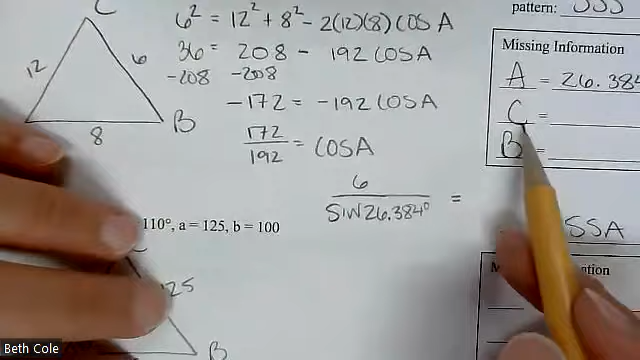 C
12
6
8
B
6² = 12² + 8² - 2(12)(8) COS A
36 = 208 - 192 COS A
-208 -208
-172 = -192 COS A
172/192 = COS A
6/SIN 26.384° =
pattern: SSS
Missing Information
A = 26.384
C =
B =
110°, a = 125, b = 100
SSA
125
B
Beth Cole